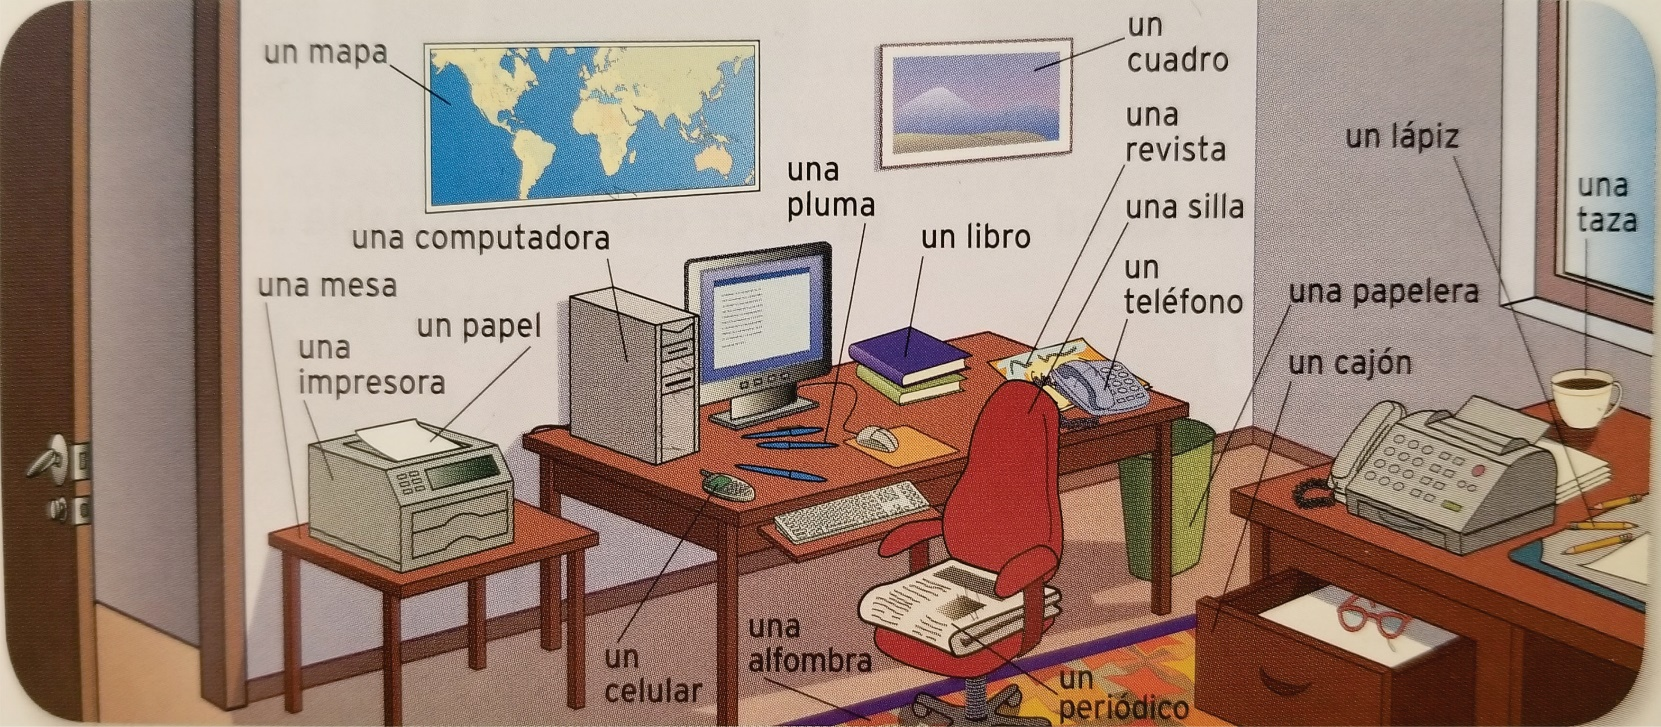 un mapa
un
cuadro
una
revista
un lápiz
una
pluma
una
taza
una silla
una computadora
un libro
un
teléfono
una mesa
una papelera
un papel
una
impresora
un cajón
una
alfombra
un
celular
un
periódico